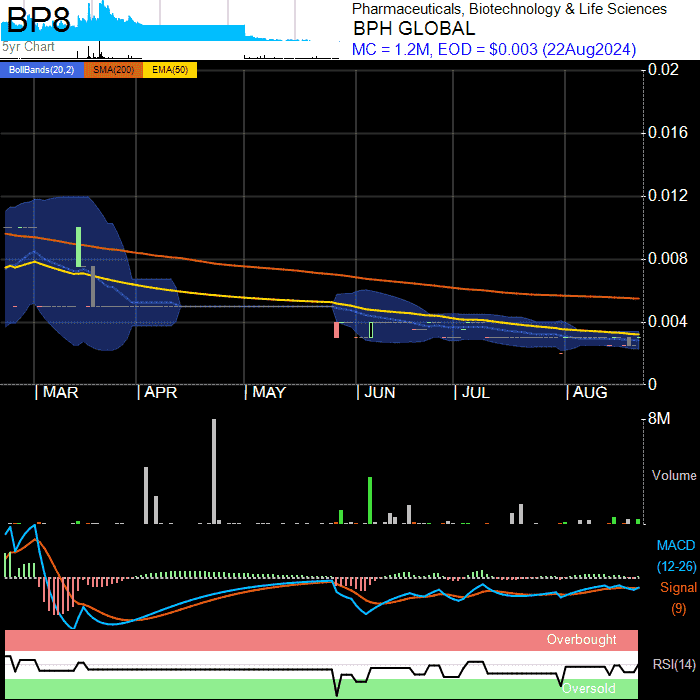 BP8
5yr Chart
Pharmaceuticals, Biotechnology & Life Sciences
BPH GLOBAL
MC = 1.2M, EOD = $0.003 (22Aug2024)
BollBands(20,2) SMA(200) EMA(50)
0.02
0.016
0.012
0.008
0.004
0
MAR APR MAY JUN JUL AUG
8M
Volume
MACD
(12-26)
Signal
(9)
Overbought
RSI(14)
Oversold